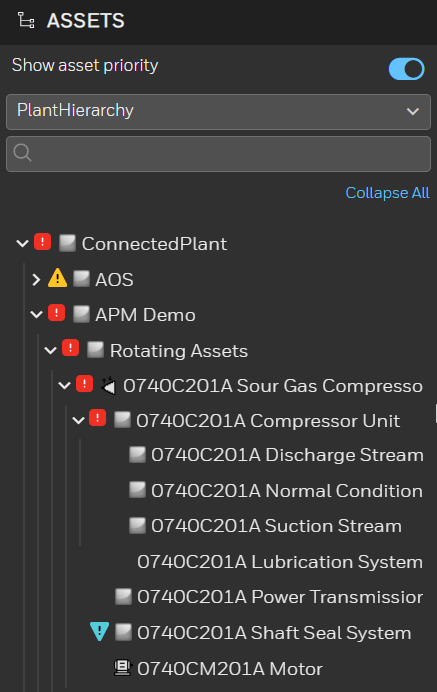 ASSETS
Show asset priority
PlantHierarchy
Collapse All
ConnectedPlant
AOS
APM Demo
Rotating Assets
0740C201A Sour Gas Compresso
0740C201A Compressor Unit
0740C201A Discharge Stream
0740C201A Normal Condition
0740C201A Suction Stream
0740C201A Lubrication System
0740C201A Power Transmission
0740C201A Shaft Seal System
0740CM201A Motor